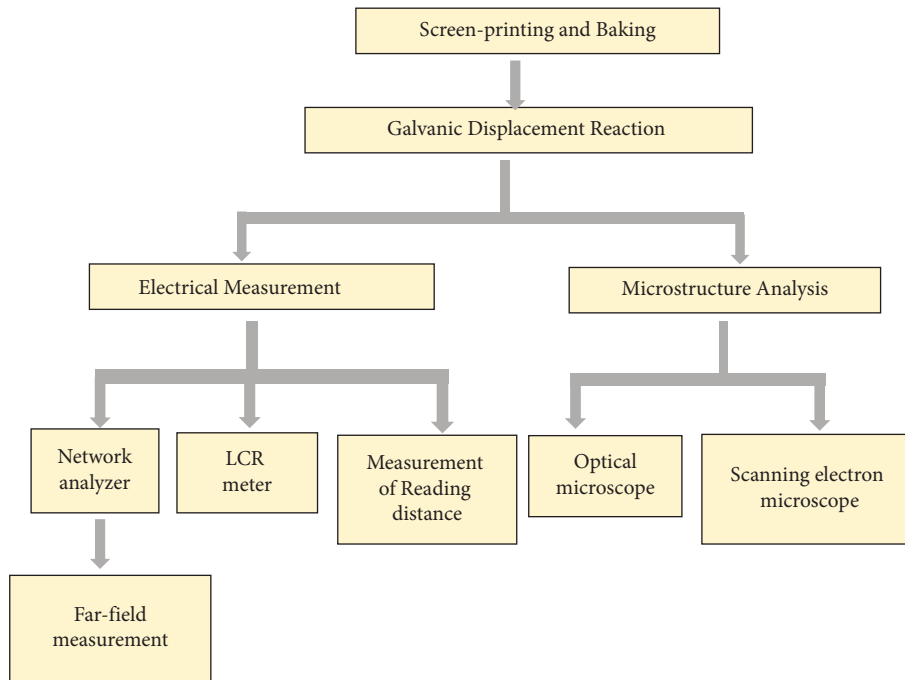 Screen-printing and Baking
Galvanic Displacement Reaction
Electrical Measurement
Microstructure Analysis
Network
analyzer
LCR
meter
Measurement
of Reading
distance
Optical
microscope
Scanning electron
microscope
Far-field
measurement